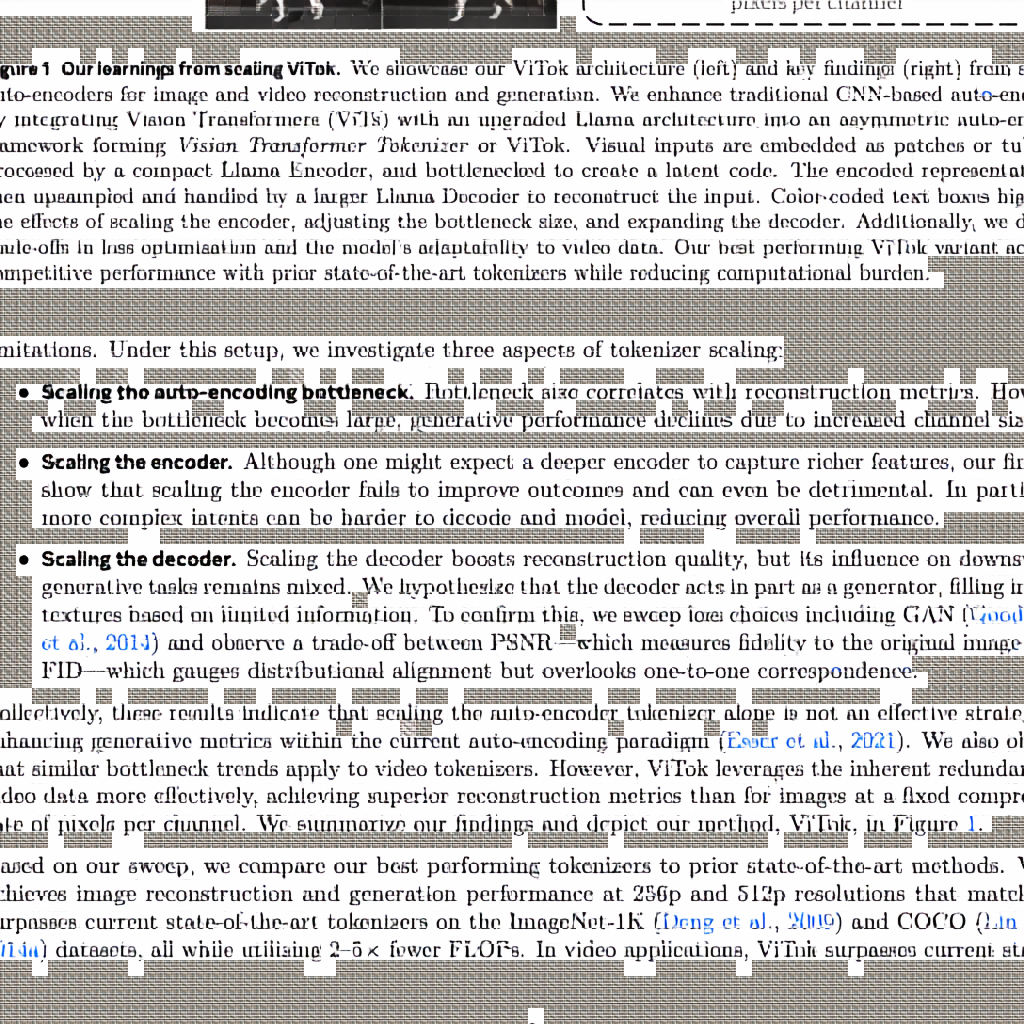 pixels per channel
gure 1 Our learnings from scaling ViTok. We showcase our ViTok architecture (left) and key findings (right) from s
to-encoders for image and video reconstruction and generation. We enhance traditional CNN-based auto-en
y integrating Vision Transformers (ViTs) with an upgraded Llama architecture into an asymmetric auto-en
amework forming Vision Transformer Tokenizer or ViTok. Visual inputs are embedded as patches or tu
rocessed by a compact Llama Encoder, and bottlenecked to create a latent code. The encoded representat
en upsampled and handled by a larger Llama Decoder to reconstruct the input. Color-coded text boxes hig
e effects of scaling the encoder, adjusting the bottleneck size, and expanding the decoder. Additionally, we d
ade-offs in loss optimisation and the model's adaptability to video data. Our best performing ViTok variant ac
mpetitive performance with prior state-of-the-art tokenizers while reducing computational burden.
mitations. Under this setup, we investigate three aspects of tokenizer scaling:
• Scaling the auto-encoding bottleneck. Bottleneck size correlates with reconstruction metrics. How
when the bottleneck becomes large, generative performance declines due to increased channel siz
• Scaling the encoder. Although one might expect a deeper encoder to capture richer features, our fin
show that scaling the encoder fails to improve outcomes and can even be detrimental. In parti
more complex latents can be harder to decode and model, reducing overall performance.
• Scaling the decoder. Scaling the decoder boosts reconstruction quality, but its influence on downs
generative tasks remains mixed. We hypothesize that the decoder acts in part as a generator, filling in
textures based on limited information. To confirm this, we sweep loss choices including GAN (Good
et al., 2014) and observe a trade-off between PSNR—which measures fidelity to the original image
FID—which gauges distributional alignment but overlooks one-to-one correspondence.
ollectively, these results indicate that scaling the auto-encoder tokenizer alone is not an effective strate
nhancing generative metrics within the current auto-encoding paradigm (Esser et al., 2021). We also ob
at similar bottleneck trends apply to video tokenizers. However, ViTok leverages the inherent redundan
deo data more effectively, achieving superior reconstruction metrics than for images at a fixed compre
te of pixels per channel. We summarize our findings and depict our method, ViTok, in Figure 1.
ased on our sweep, we compare our best performing tokenizers to prior state-of-the-art methods. V
chieves image reconstruction and generation performance at 256p and 512p resolutions that match
urpasses current state-of-the-art tokenizers on the ImageNet-1K (Deng et al., 2009) and COCO (Lin
) datasets, all while utilising 2–5× fewer FLOPs. In video applications, ViTok surpasses current sta